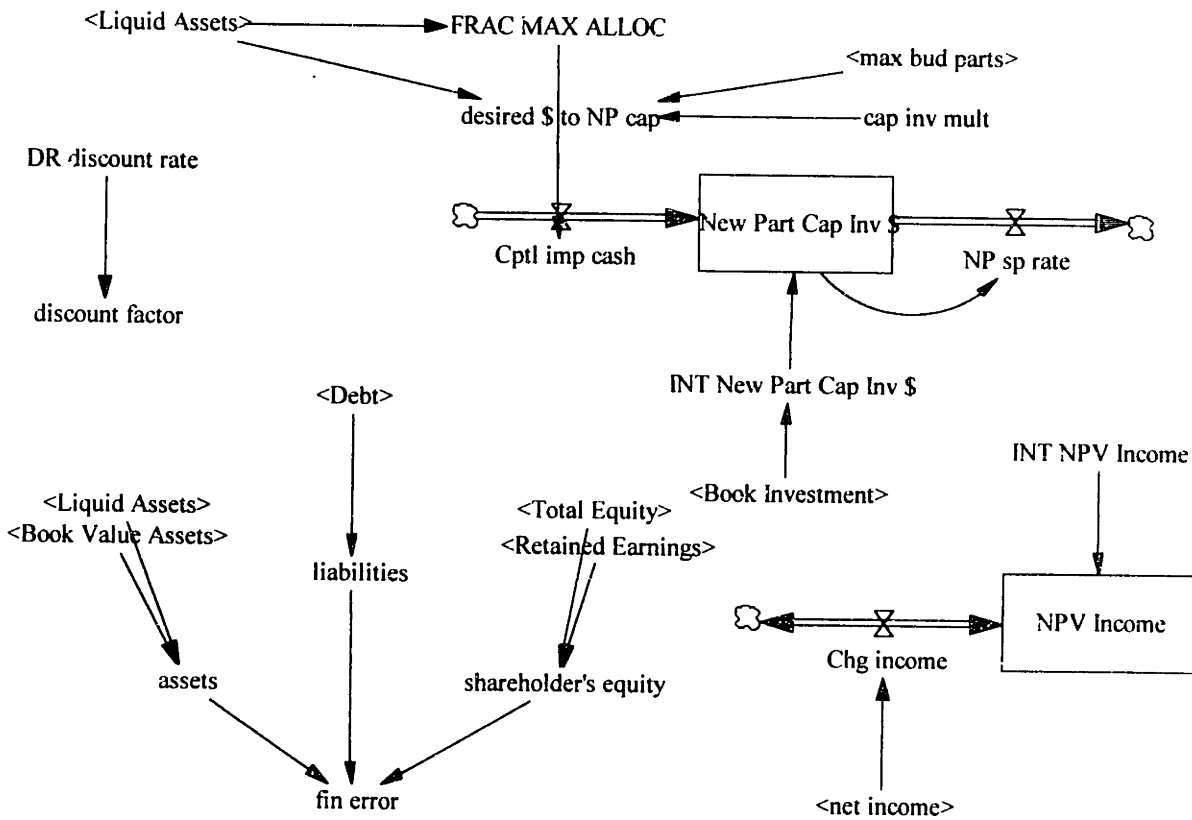 <Liquid Assets>
FRAC MAX ALLOC
<max bud parts>
desired $ to NP cap
cap inv mult
DR discount rate
New Part Cap Inv $
Cptl imp cash
NP sp rate
discount factor
INT New Part Cap Inv $
<Debt>
INT NPV Income
<Book Investment>
<Liquid Assets>
<Total Equity>
<Book Value Assets>
<Retained Earnings>
liabilities
NPV Income
Chg income
assets
shareholder's equity
fin error
<net income>